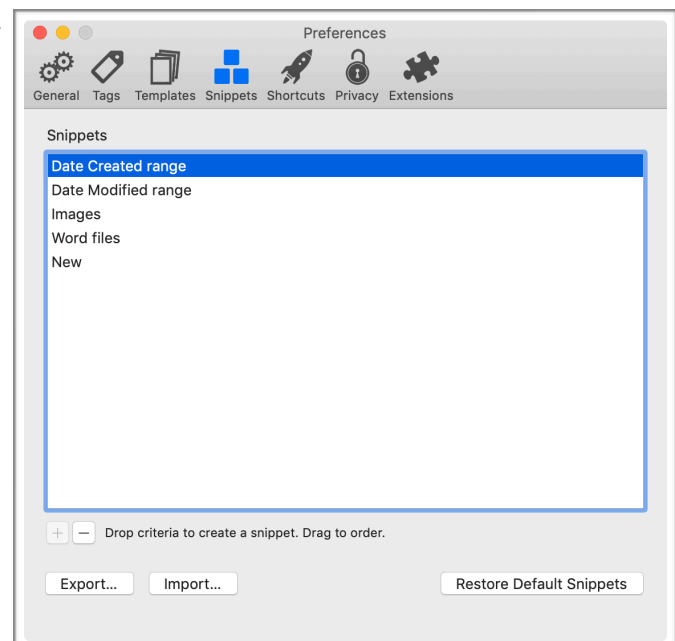 Preferences
General Tags Templates Snippets Shortcuts Privacy Extensions
Snippets
Date Created range
Date Modified range
Images
Word files
New
+ − Drop criteria to create a snippet. Drag to order.
Export... Import... Restore Default Snippets